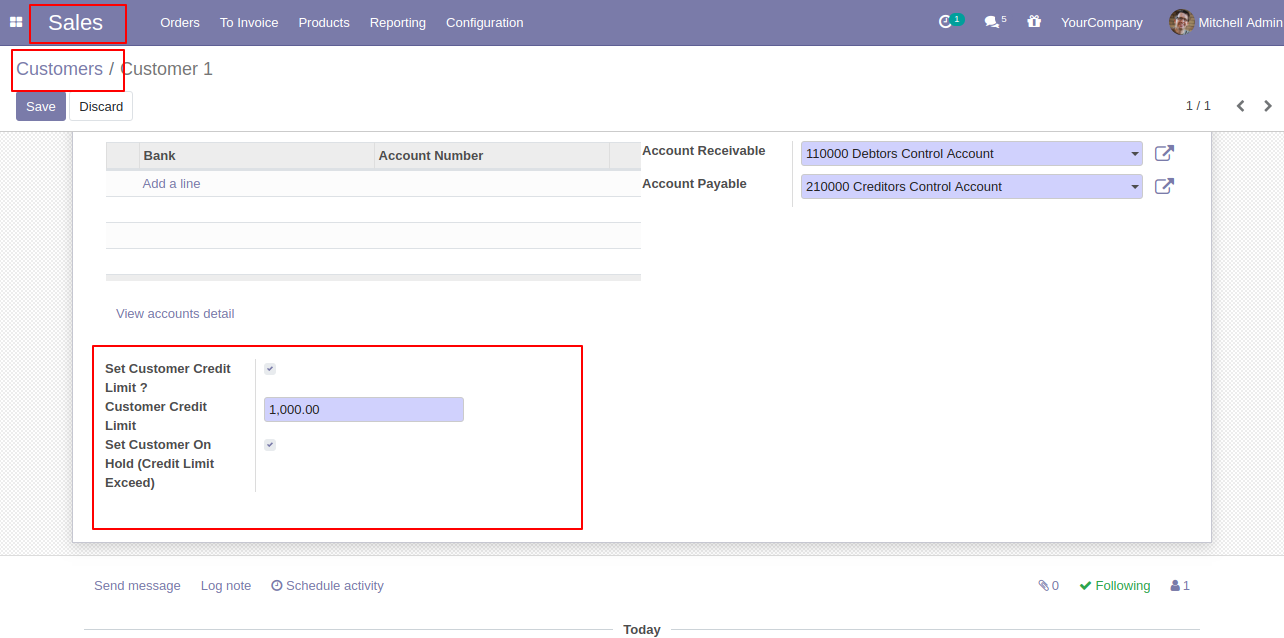 Sales Orders To Invoice Products Reporting Configuration 1 5 YourCompany Mitchell Admin
Customers / Customer 1
Save Discard 1 / 1
Bank Account Number
Add a line
Account Receivable 110000 Debtors Control Account
Account Payable 210000 Creditors Control Account
View accounts detail
Set Customer Credit
Limit ?
Customer Credit
Limit
1,000.00
Set Customer On
Hold (Credit Limit
Exceed)
Send message Log note Schedule activity 0 Following 1
Today